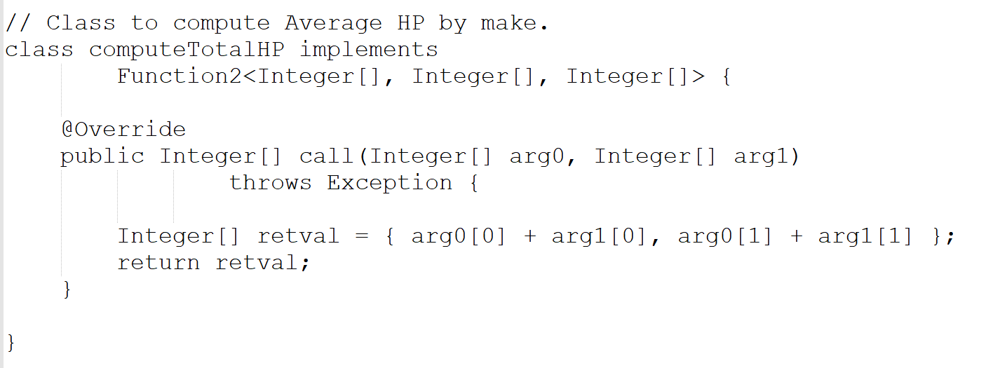 // Class to compute Average HP by make.
class computeTotalHP implements
Function2<Integer[], Integer[], Integer[]> {
@Override
public Integer[] call(Integer[] arg0, Integer[] arg1)
throws Exception {
Integer[] retval = { arg0[0] + arg1[0], arg0[1] + arg1[1] };
return retval;
}
}